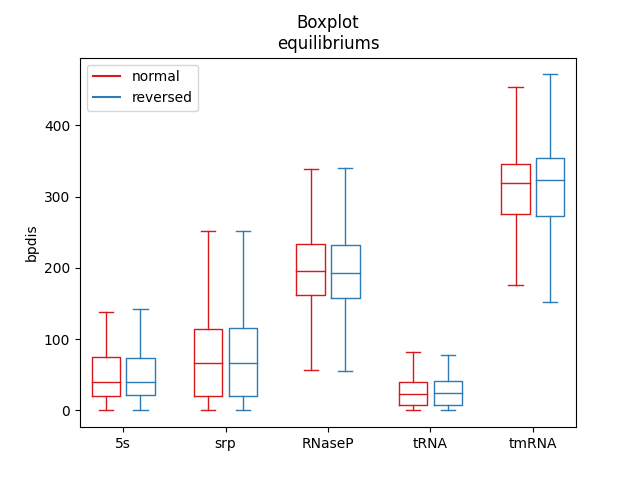 Boxplot
equilibriums
normal
reversed
bpdis
400
300
200
100
0
5s
srp
RNaseP
tRNA
tmRNA